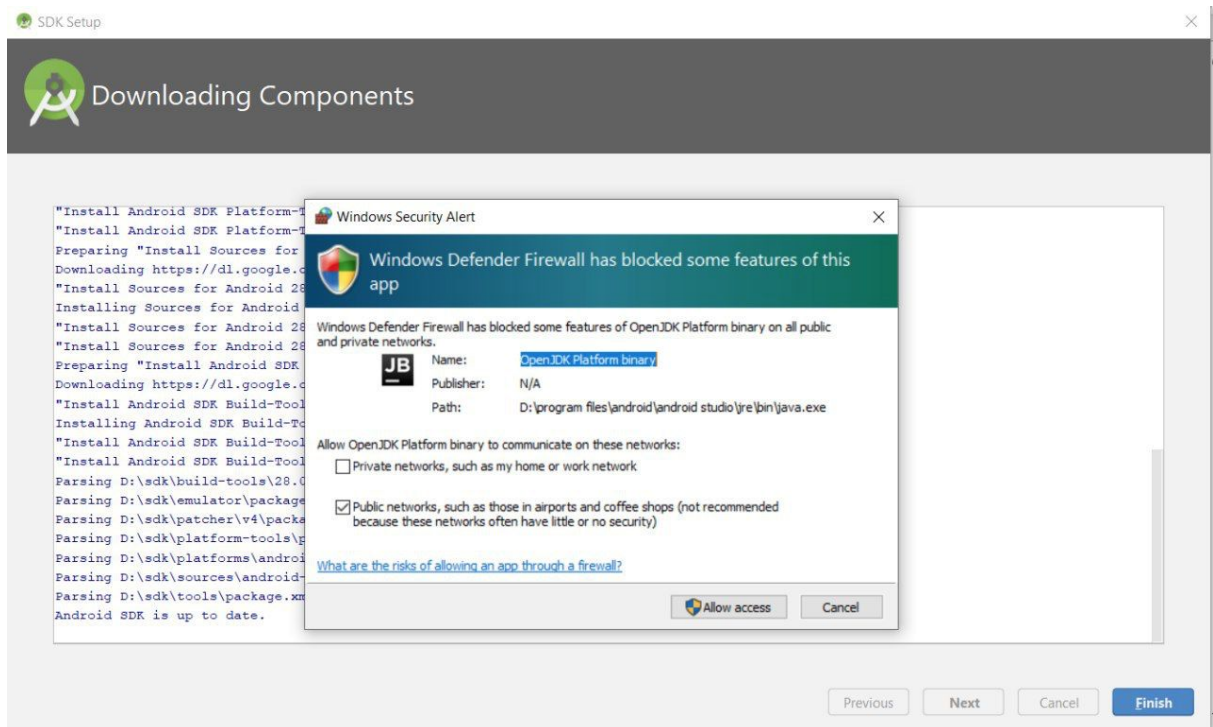 SDK Setup
Downloading Components
"Install Android SDK Platform-T
"Install Android SDK Platform-T
Preparing "Install Sources for
Downloading https://dl.google.c
"Install Sources for Android 28
Installing Sources for Android
"Install Sources for Android 28
"Install Sources for Android 28
Preparing "Install Android SDK
Downloading https://dl.google.c
"Install Android SDK Build-Tool
Installing Android SDK Build-To
"Install Android SDK Build-Tool
"Install Android SDK Build-Tool
Parsing D:\sdk\build-tools\28.0
Parsing D:\sdk\emulator\package
Parsing D:\sdk\patcher\v4\packa
Parsing D:\sdk\platform-tools\p
Parsing D:\sdk\platforms\androi
Parsing D:\sdk\sources\android-
Parsing D:\sdk\tools\package.xm
Android SDK is up to date.
Windows Security Alert
Windows Defender Firewall has blocked some features of this
app
Windows Defender Firewall has blocked some features of OpenJDK Platform binary on all public
and private networks.
JB
Name: OpenJDK Platform binary
Publisher: N/A
Path: D:\program files\android\android studio\jre\bin\java.exe
Allow OpenJDK Platform binary to communicate on these networks:
Private networks, such as my home or work network
Public networks, such as those in airports and coffee shops (not recommended
because these networks often have little or no security)
What are the risks of allowing an app through a firewall?
Allow access Cancel
Previous Next Cancel Finish